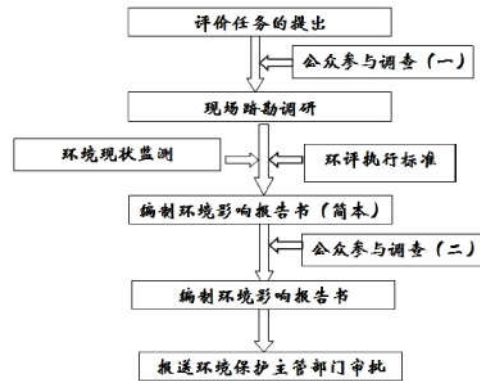 评价任务的提出
公众参与调查（一）
现场踏勘调研
环境现状监测
环评执行标准
编制环境影响报告书（简本）
公众参与调查（二）
编制环境影响报告书
报送环境保护主管部门审批